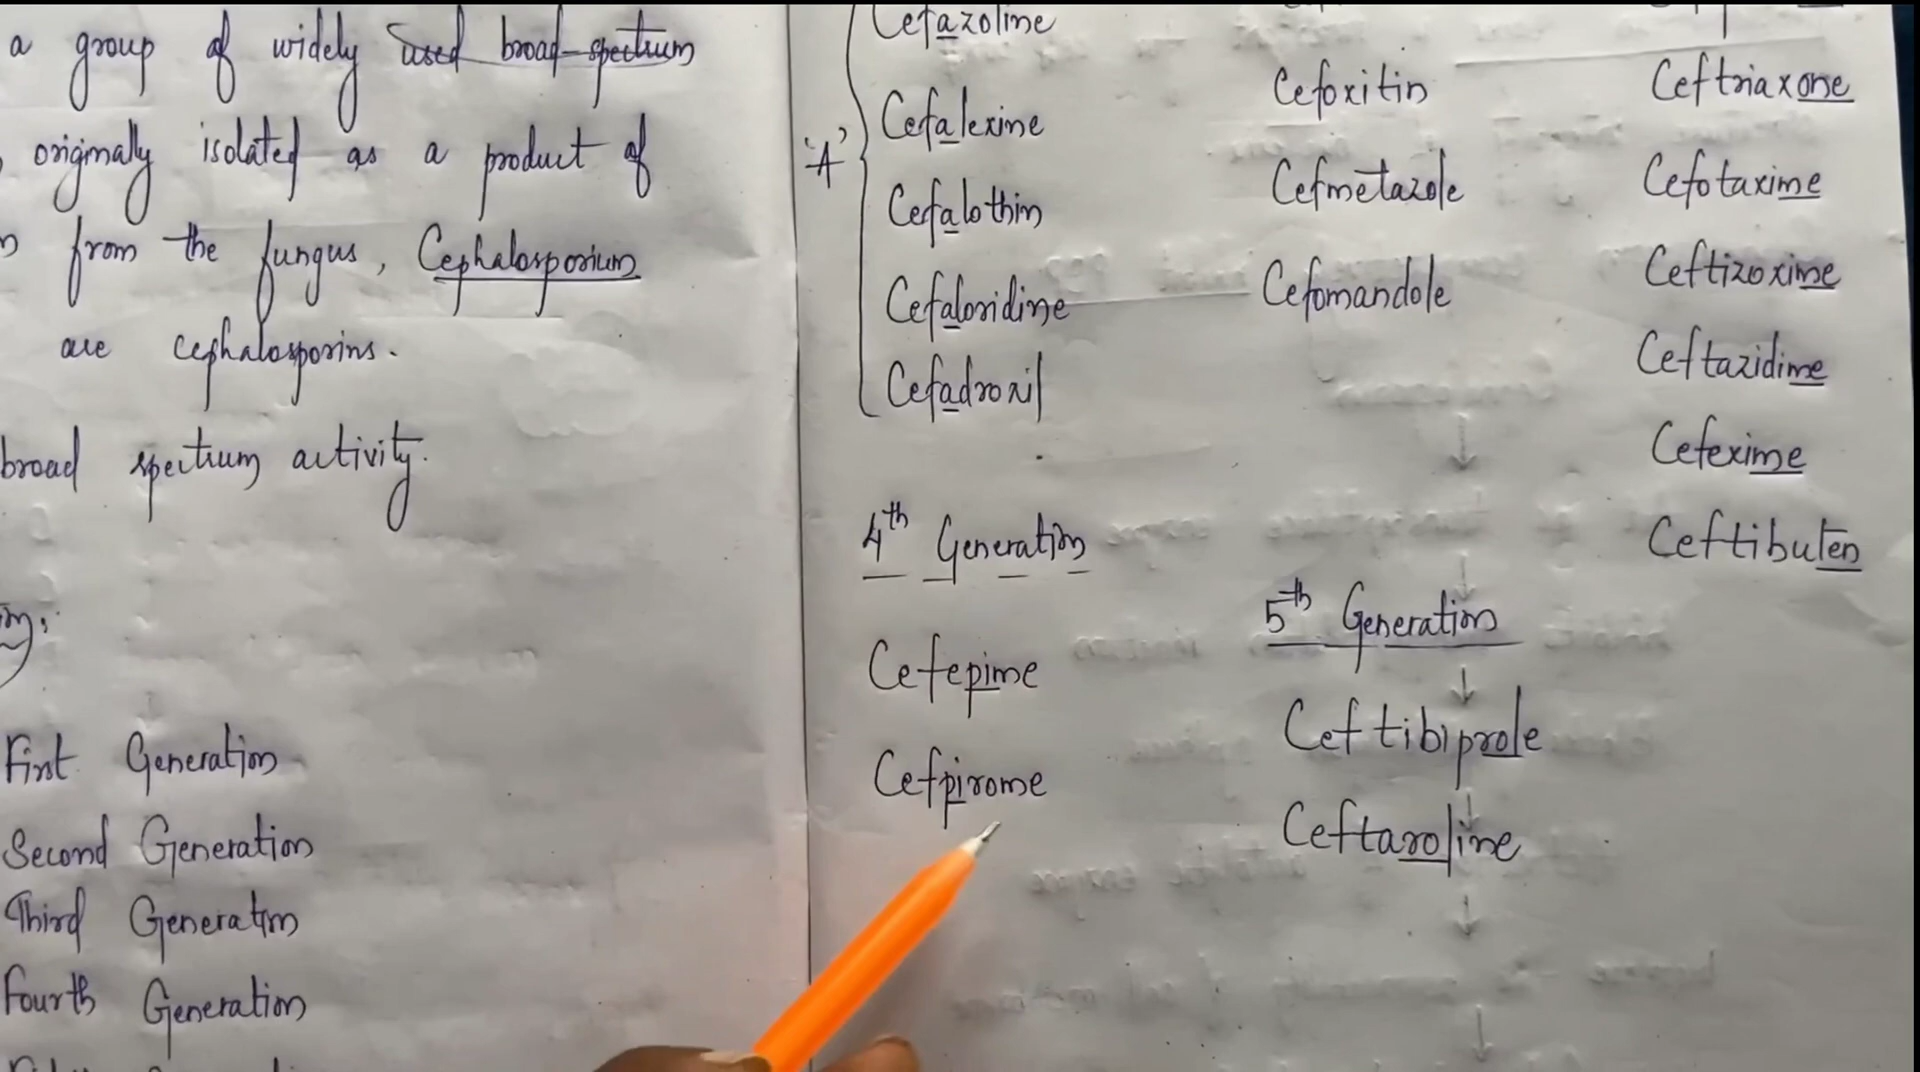 a group of widely used broad-spectrum
originally isolated as a product of
from the fungus, Cephalosporium
are cephalosporins.
broad spectrum activity.
First Generation
Second Generation
Third Generation
Fourth Generation
'A'
Cefazoline
Cefalexine
Cefalothin
Cefaloridine
Cefadroxil
Cefoxitin
Cefmetazole
Cefomandole
Ceftriaxone
Cefotaxime
Ceftizoxime
Ceftazidime
Cefexime
Ceftibuten
4th Generation
Cefepime
Cefpirome
5th Generation
Ceftibiprole
Ceftaroline